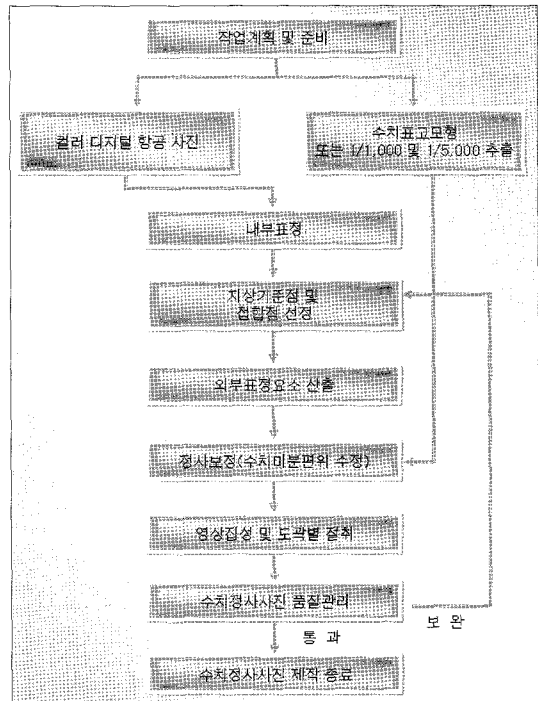 작업계획 및 준비
컬러 디지털 항공 사진
수치표고모형
또는 1/1,000 및 1/5,000 추출
내부표정
지상기준점 및
접합점 선정
외부표정요소 산출
정사보정(수치미분편위 수정)
영상집성 및 도곽별 절취
수치정사사진 품질관리
보 완
통 과
수치정사사진 제작 종료